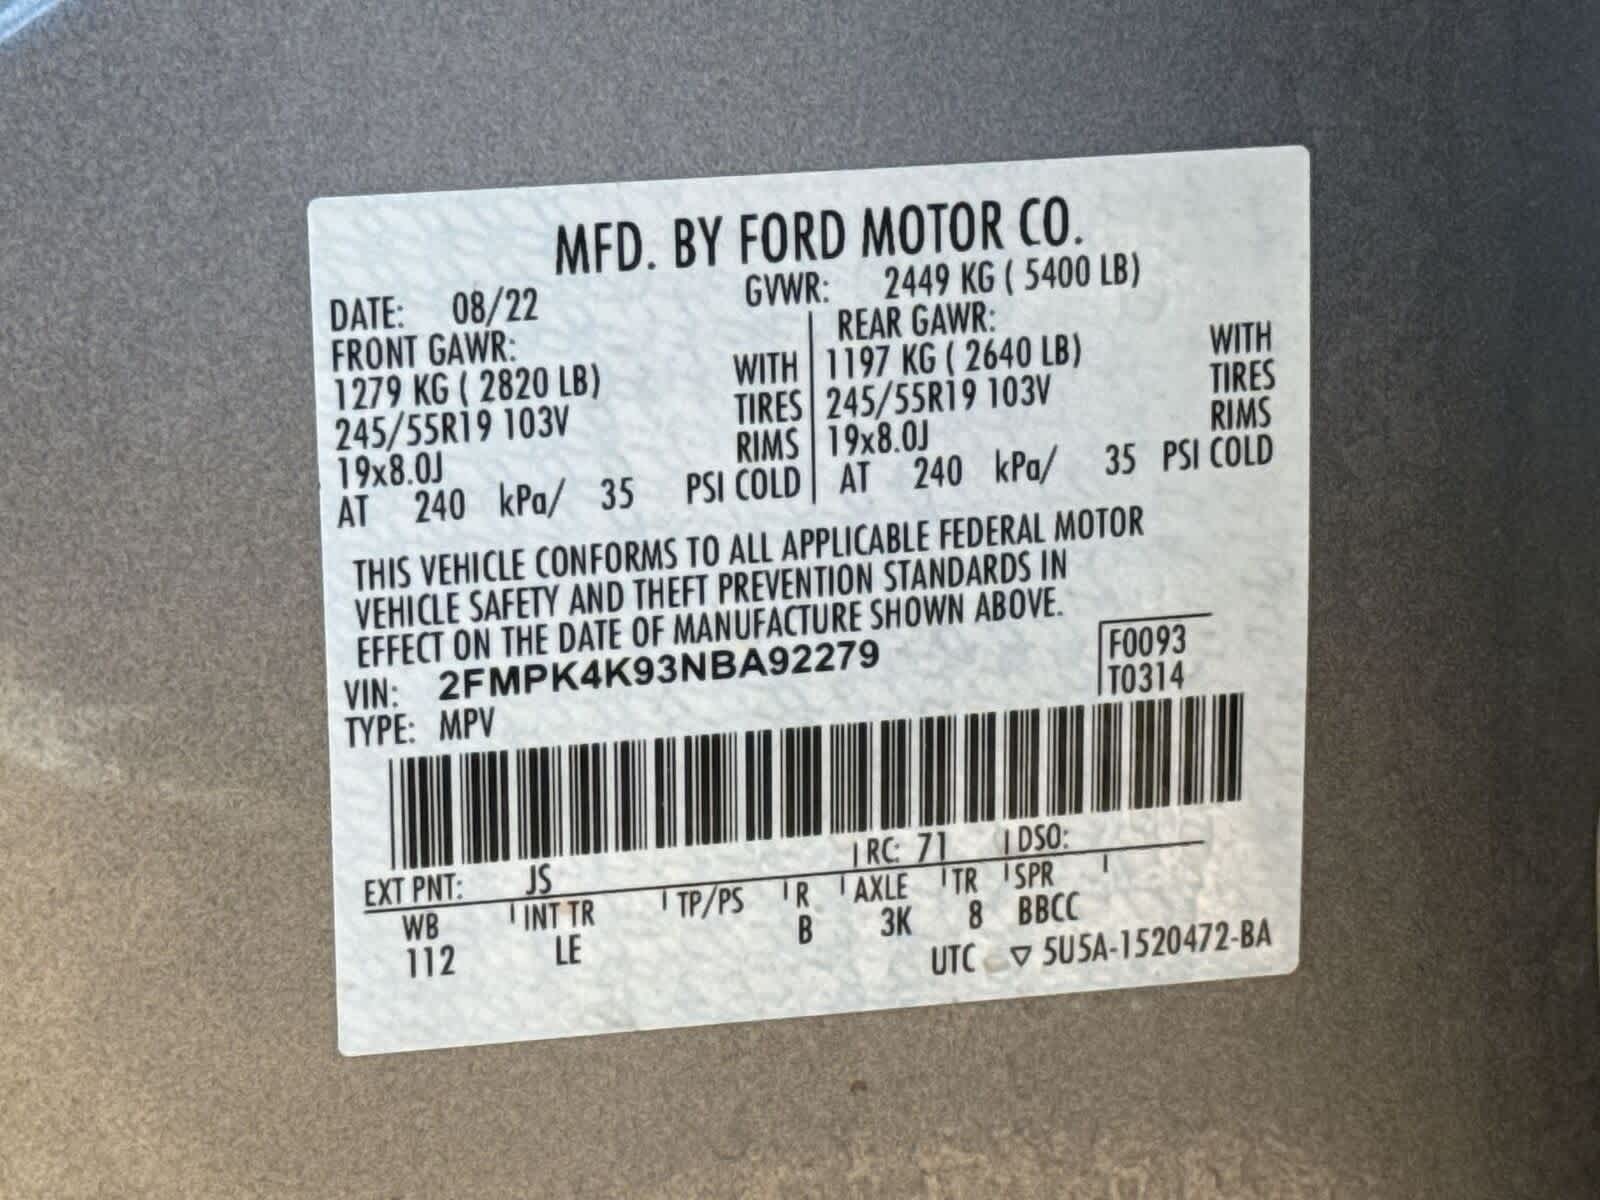 MFD. BY FORD MOTOR CO.
DATE: 08/22 GVWR: 2449 KG ( 5400 LB)
FRONT GAWR: REAR GAWR:
1279 KG ( 2820 LB) WITH 1197 KG ( 2640 LB) WITH
245/55R19 103V TIRES 245/55R19 103V TIRES
19x8.0J RIMS 19x8.0J RIMS
AT 240 kPa/ 35 PSI COLD AT 240 kPa/ 35 PSI COLD
THIS VEHICLE CONFORMS TO ALL APPLICABLE FEDERAL MOTOR
VEHICLE SAFETY AND THEFT PREVENTION STANDARDS IN
EFFECT ON THE DATE OF MANUFACTURE SHOWN ABOVE.
VIN: 2FMPK4K93NBA92279 F0093
TYPE: MPV T0314
EXT PNT: JS RC: 71 DSO:
WB INT TR TP/PS R AXLE TR SPR
112 LE B 3K 8 BBCC
UTC ▽ 5U5A-1520472-BA